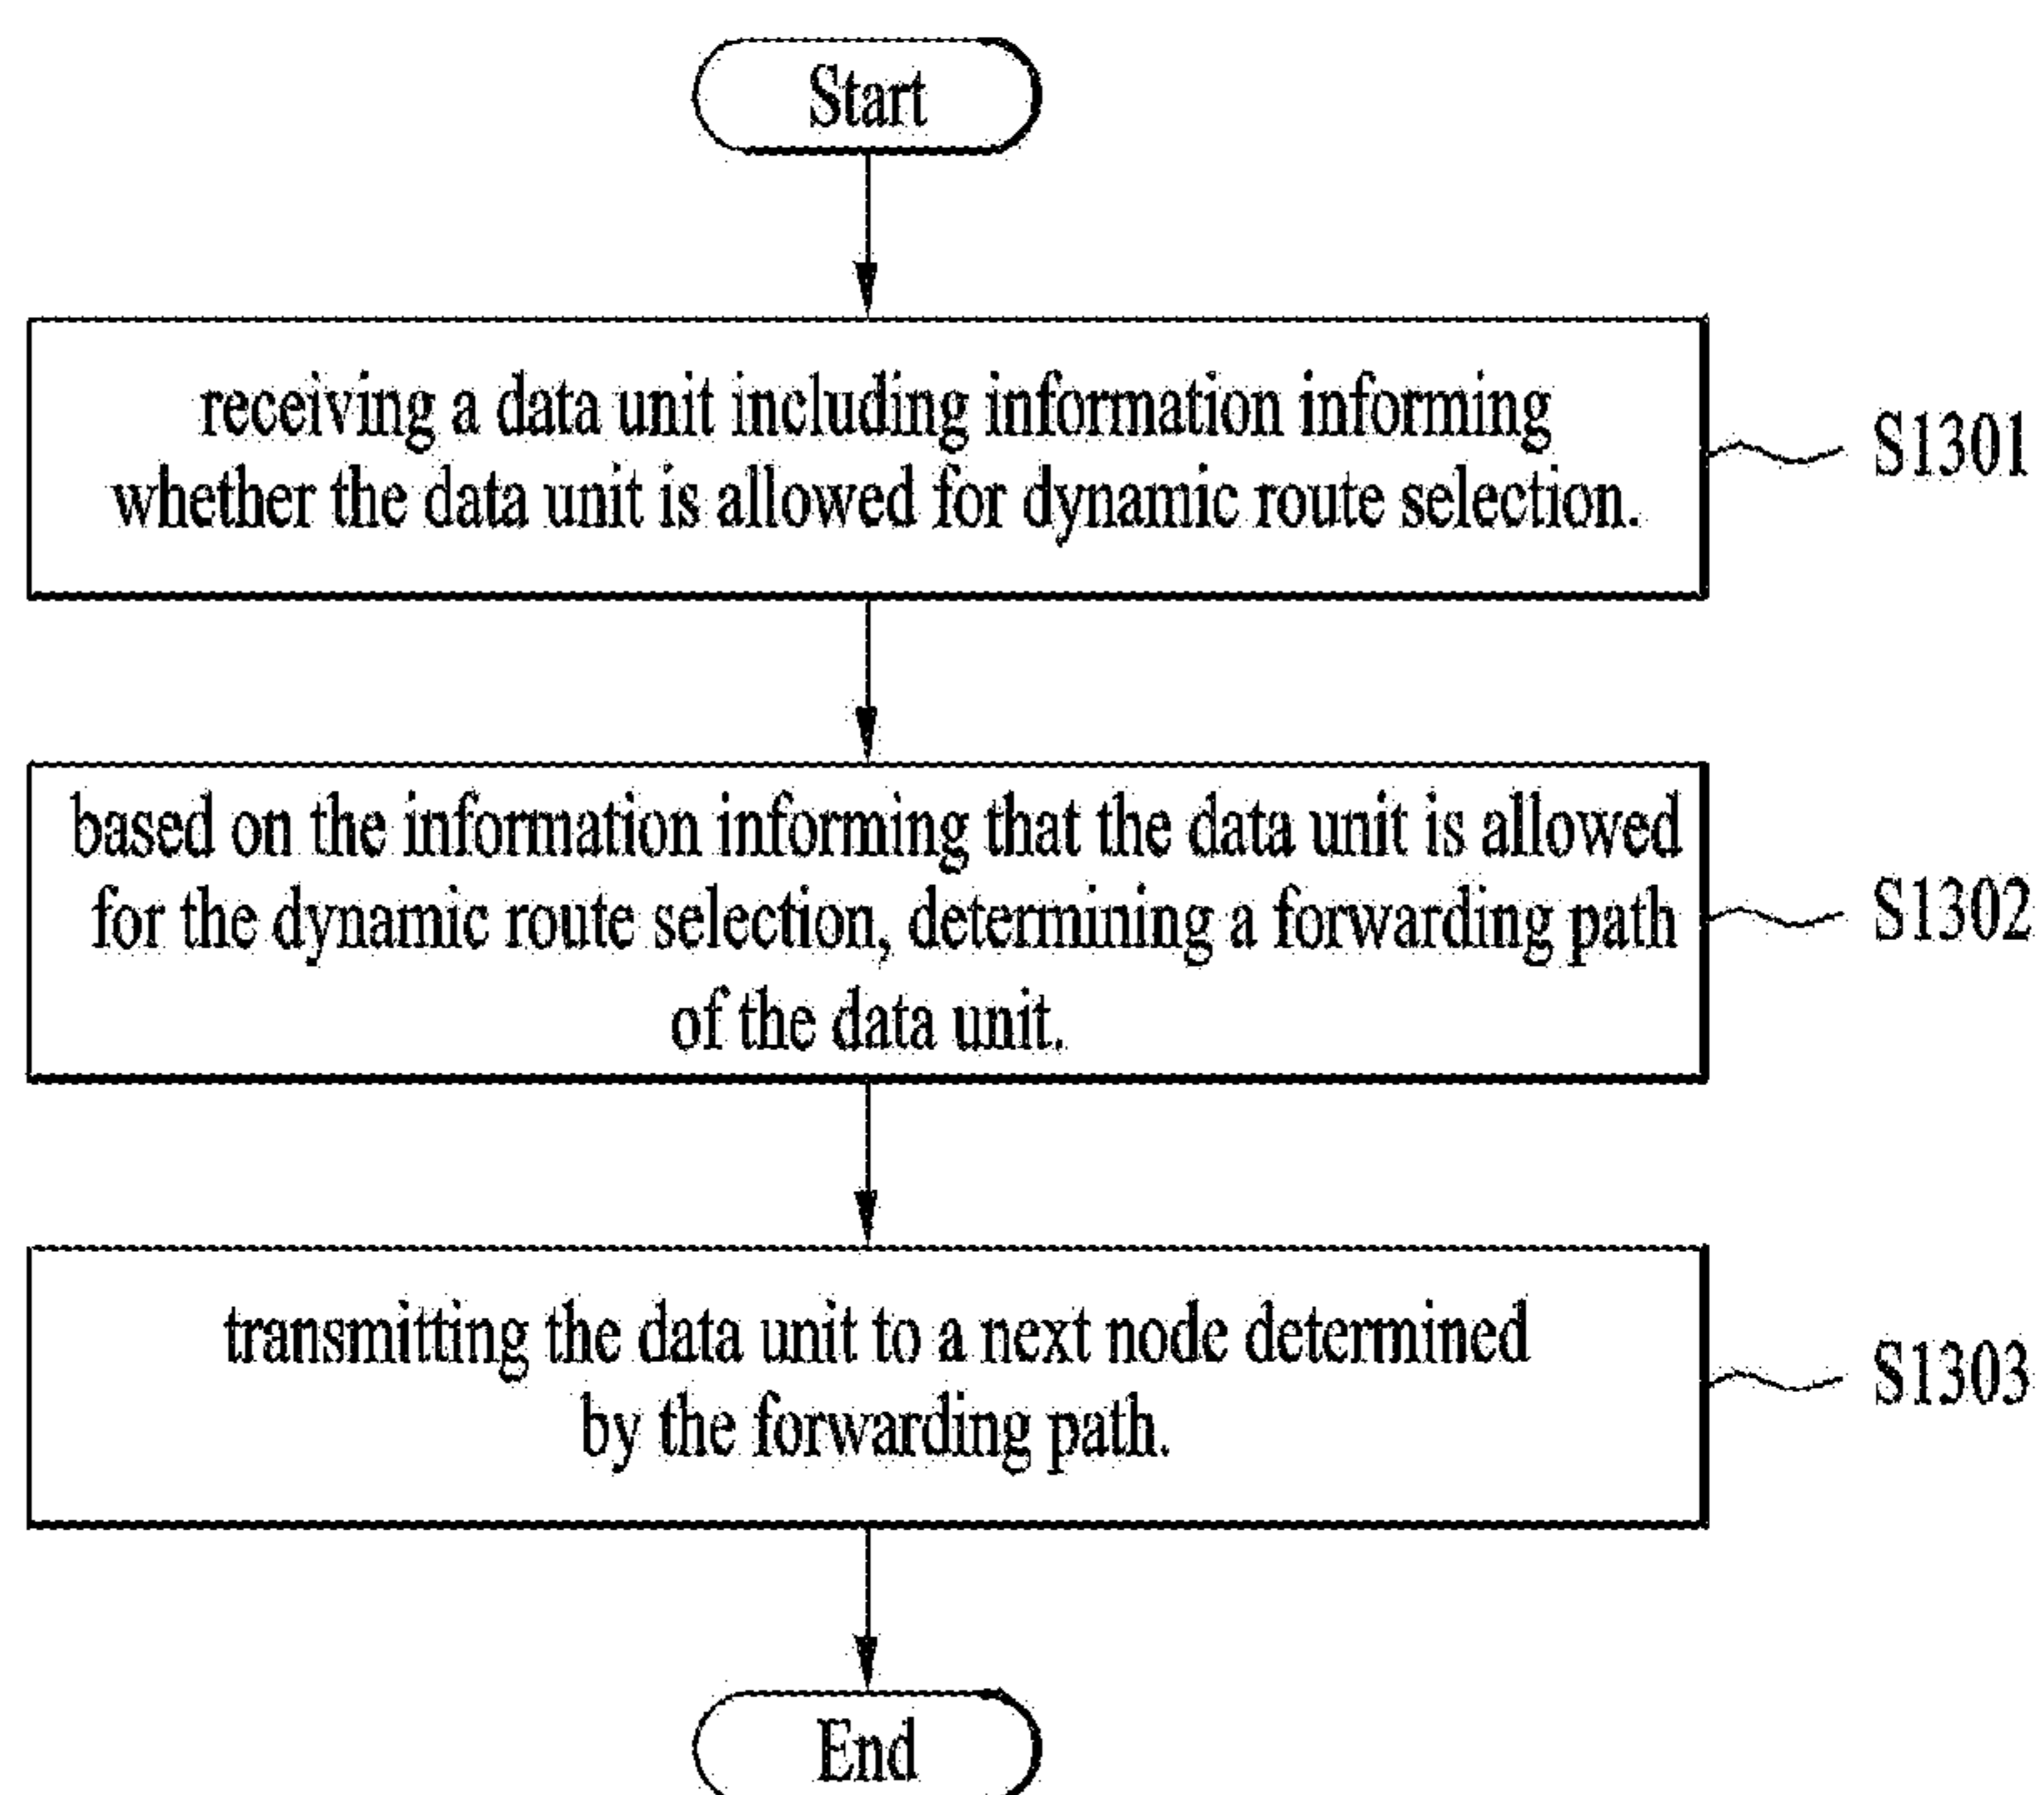 Start
receiving a data unit including information informing
whether the data unit is allowed for dynamic route selection.
S1301
based on the information informing that the data unit is allowed
for the dynamic route selection, determining a forwarding path
of the data unit.
S1302
transmitting the data unit to a next node determined
by the forwarding path.
S1303
End